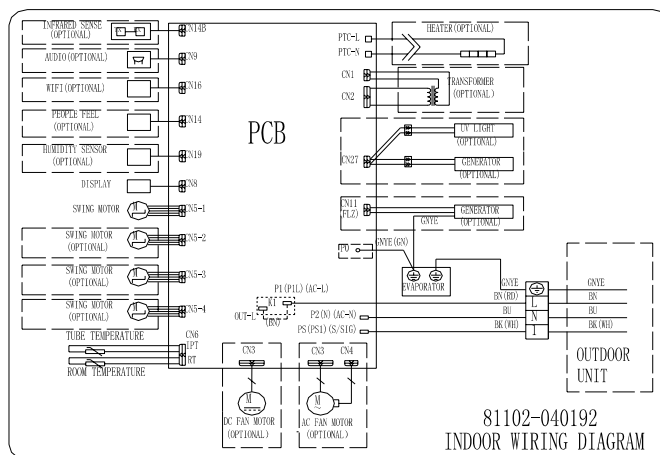 INFRARED SENSE
(OPTIONAL)
CN14B
AUDIO(OPTIONAL)
CN9
WIFI(OPTIONAL)
CN16
PEOPLE FEEL
(OPTIONAL)
CN14
HUMIDITY SENSOR
(OPTIONAL)
CN19
DISPLAY
CN8
SWING MOTOR
M
CN5-1
SWING MOTOR
(OPTIONAL)
M
CN5-2
SWING MOTOR
(OPTIONAL)
M
CN5-3
SWING MOTOR
(OPTIONAL)
M
CN5-4
TUBE TEMPERATURE
CN6
IPT
RT
ROOM TEMPERATURE
PCB
PTC-L
PTC-N
HEATER(OPTIONAL)
CN1
CN2
TRANSFORMER
(OPTIONAL)
CN27
UV LIGHT
(OPTIONAL)
GENERATOR
(OPTIONAL)
CN11
(FLZ)
GENERATOR
(OPTIONAL)
GNYE
GNYE(GN)
EVAPORATOR
P1(P1L)(AC-L)
K1
OUT-L
(BN)
P2(N)(AC-N)
PS(PS1)(S/SIG)
GNYE
BN(RD)
BU
BK(WH)
L
N
1
GNYE
BN
BU
BK(WH)
OUTDOOR
UNIT
CN3
M
DC FAN MOTOR
(OPTIONAL)
CN3
CN4
M
~
AC FAN MOTOR
(OPTIONAL)
81102-040192
INDOOR WIRING DIAGRAM